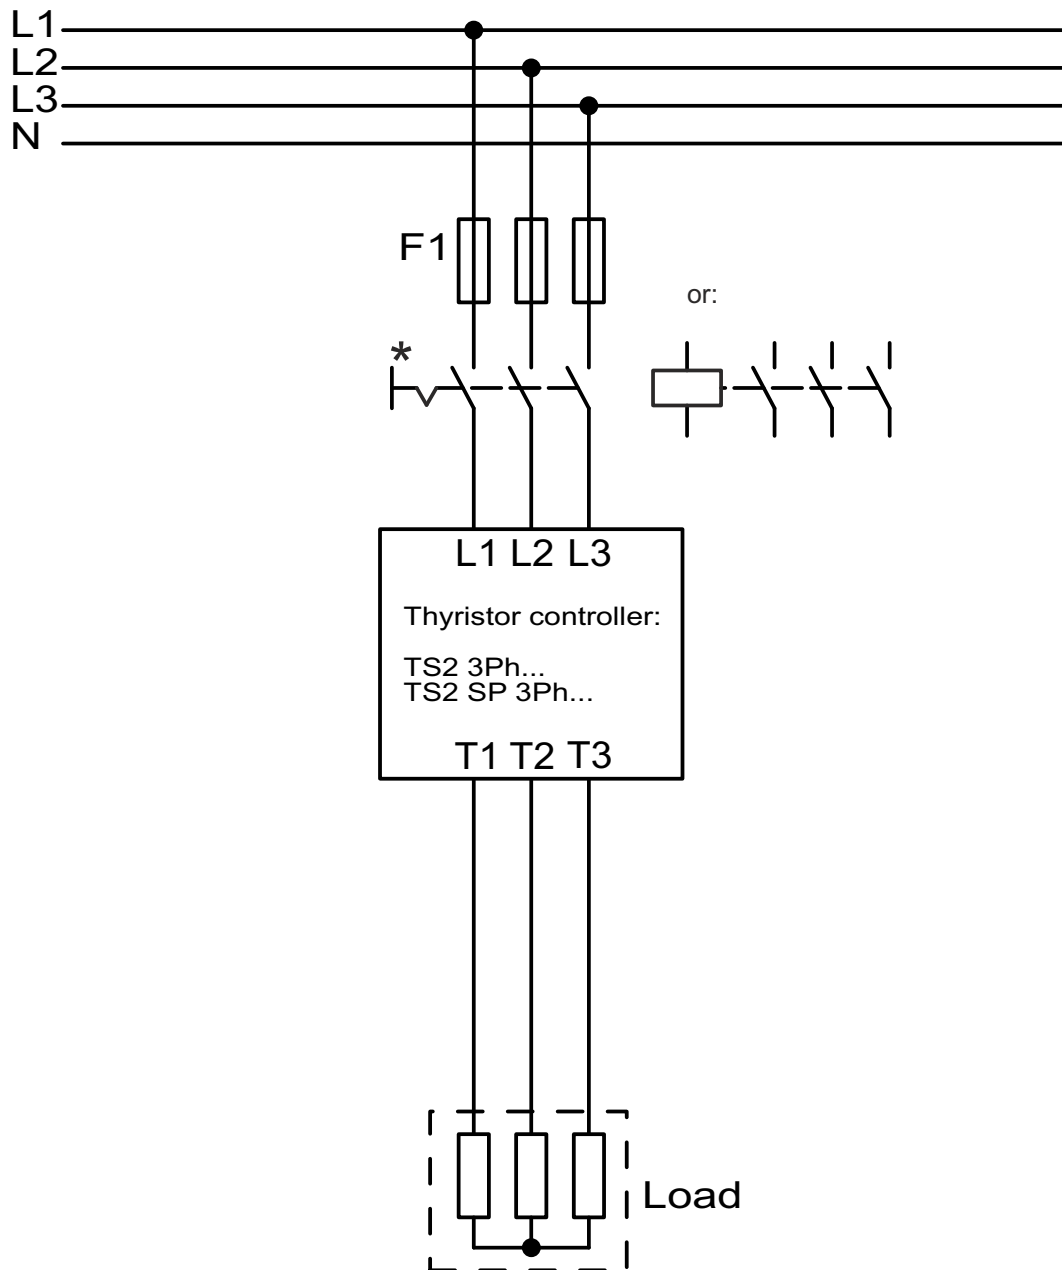 L1
L2
L3
N
F1
or:
*
L1 L2 L3
Thyristor controller:
TS2 3Ph...
TS2 SP 3Ph...
T1 T2 T3
Load